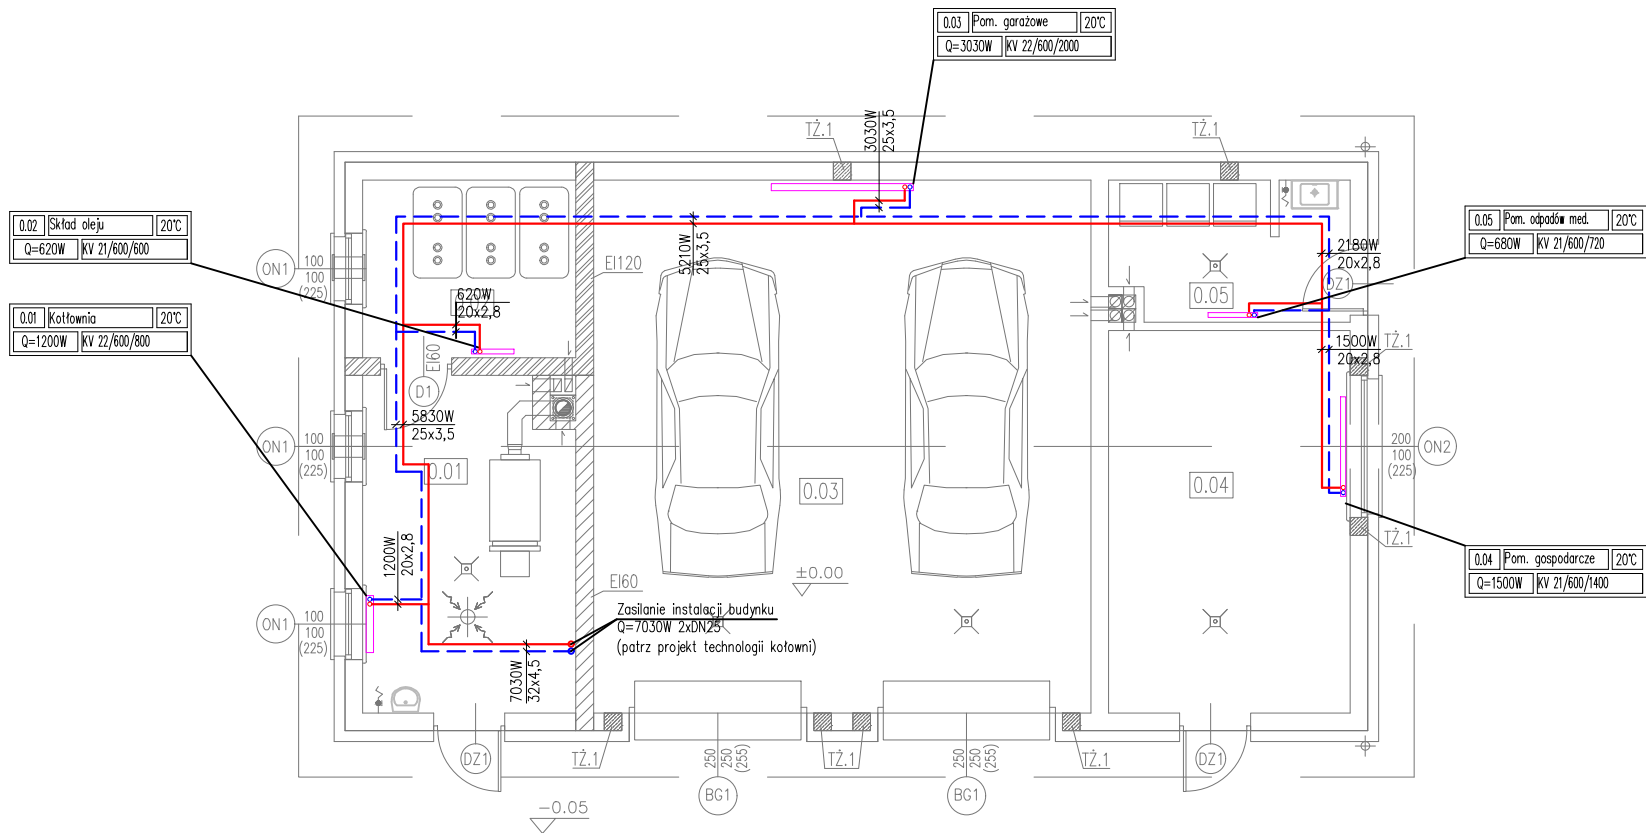 0.03 Pom. garażowe 20°C
Q=3030W KV 22/600/2000
0.02 Skład oleju 20°C
Q=620W KV 21/600/600
0.01 Kotłownia 20°C
Q=1200W KV 22/600/800
0.05 Pom. odpadów med. 20°C
Q=680W KV 21/600/720
0.04 Pom. gospodarcze 20°C
Q=1500W KV 21/600/1400
TŻ.1
3030W
25x3,5
TŻ.1
ON1
100
100
(225)
EI120
5210W
25x3,5
2180W
20x2,8
DZ1
0.05
620W
20x2,8
1500W
20x2,8
TŻ.1
EI60
D1
5830W
25x3,5
ON1
100
100
(225)
0.01
0.03
0.04
200
100
(225)
ON2
TŻ.1
1200W
20x2,8
±0.00
EI60
Zasilanie instalacji budynku
Q=7030W 2xDN25
(patrz projekt technologii kołowni)
ON1
100
100
(225)
7030W
32x4,5
DZ1
TŻ.1
250
250
(255)
BG1
TŻ.1
250
250
(255)
BG1
TŻ.1
DZ1
-0.05